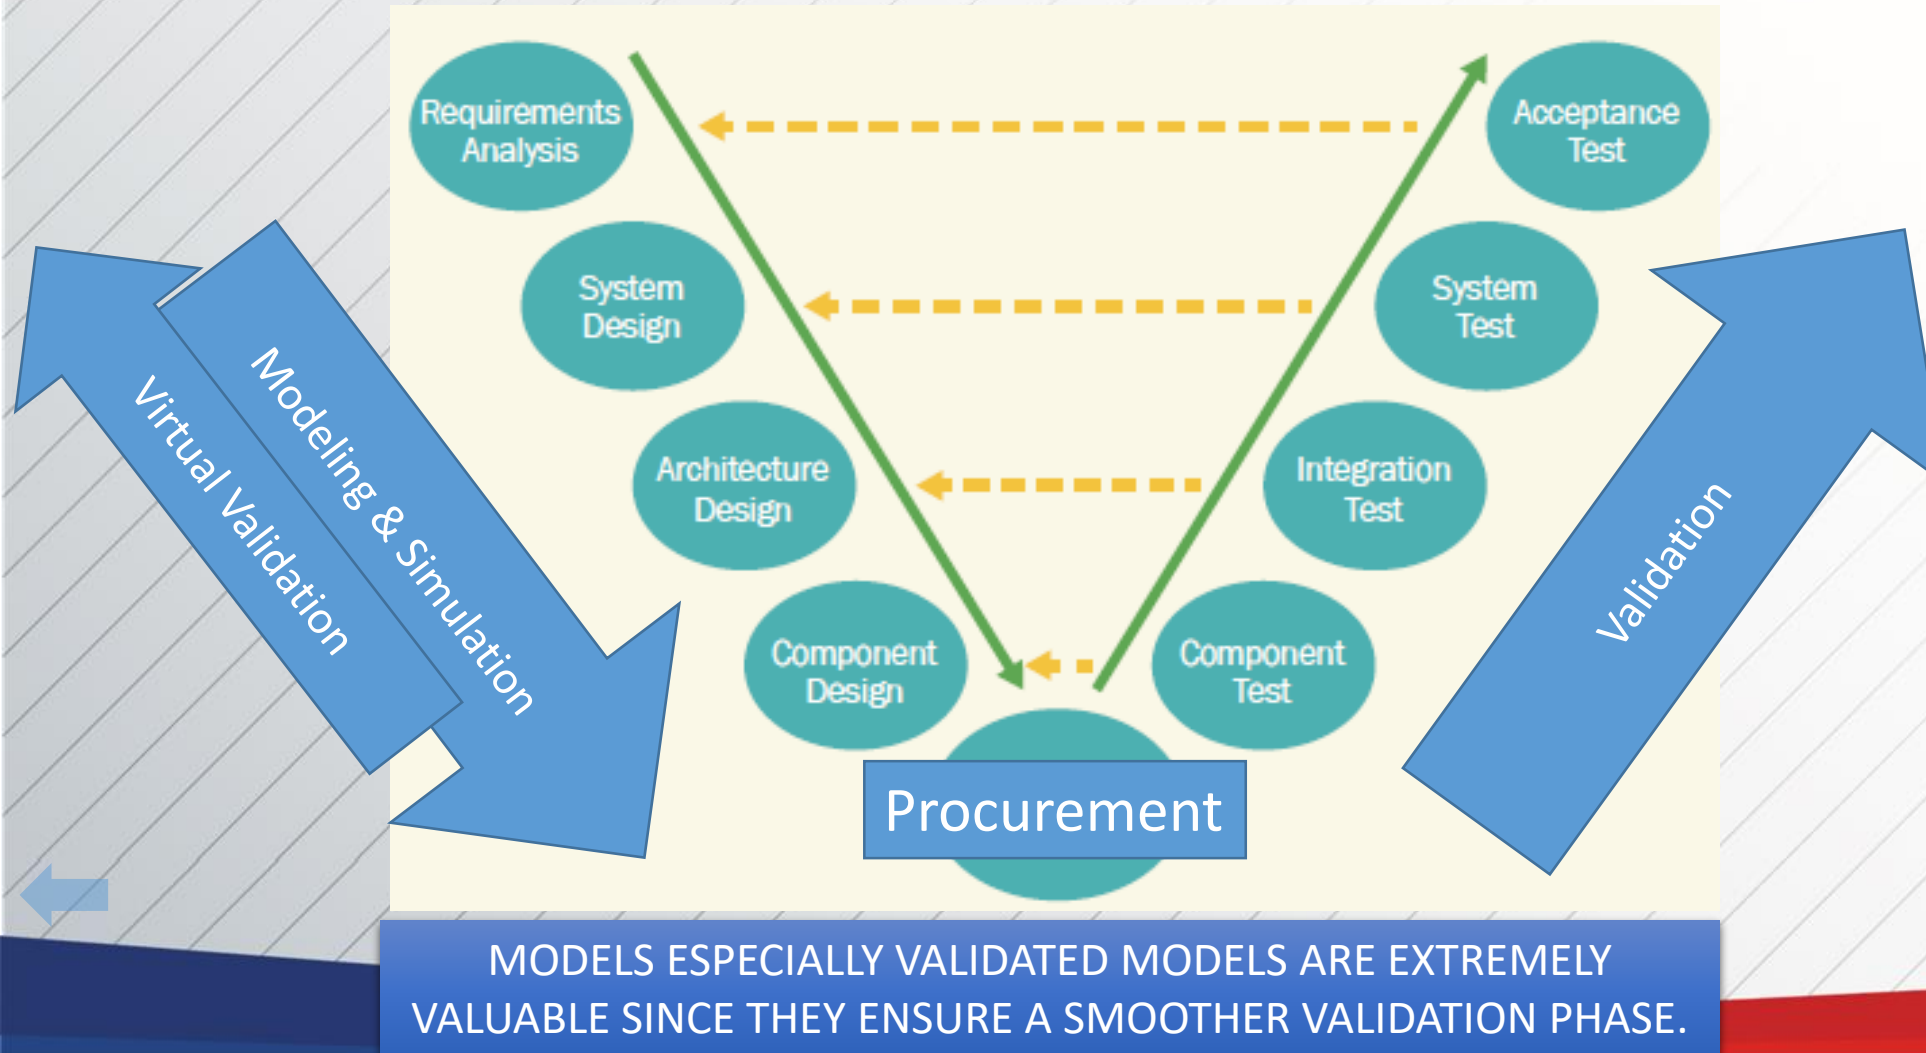 Requirements
Analysis
Acceptance
Test
System
Design
System
Test
Modeling & Simulation
Virtual Validation
Architecture
Design
Integration
Test
Validation
Component
Design
Component
Test
Procurement
MODELS ESPECIALLY VALIDATED MODELS ARE EXTREMELY
VALUABLE SINCE THEY ENSURE A SMOOTHER VALIDATION PHASE.